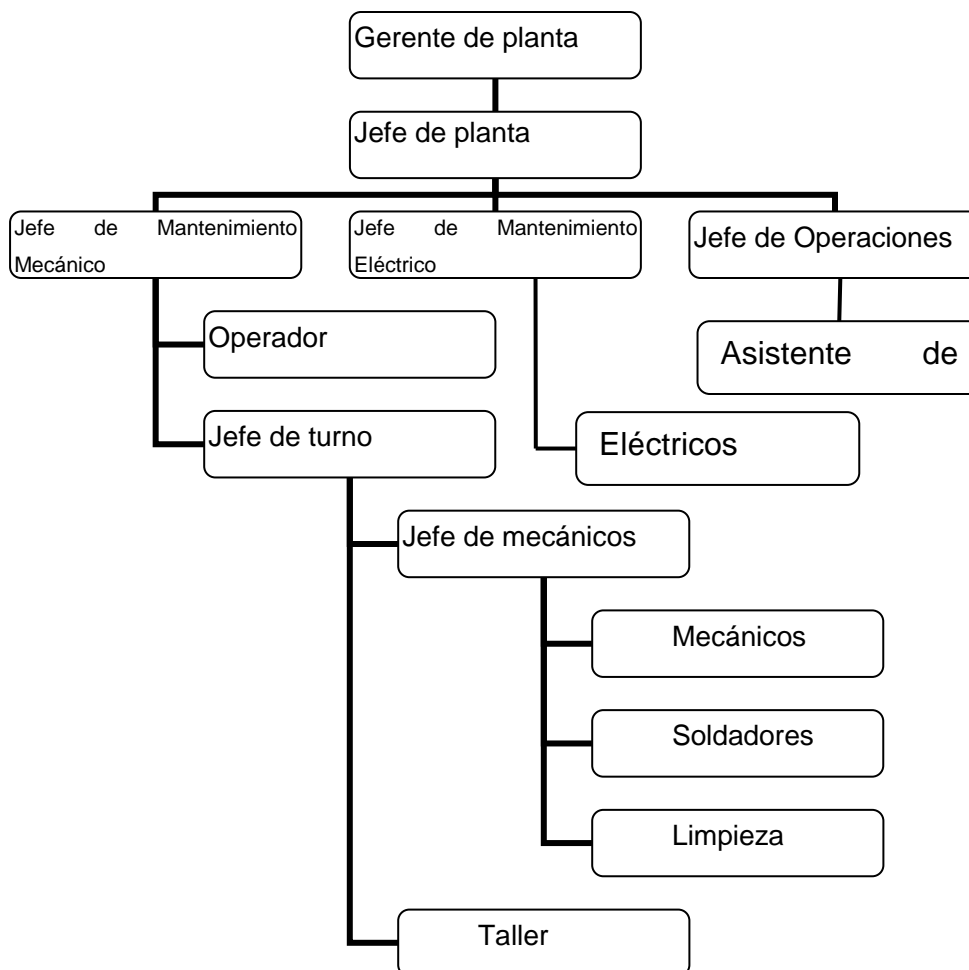 Gerente de planta
Jefe de planta
Jefe de Mantenimiento
Mecánico
Jefe de Mantenimiento
Eléctrico
Jefe de Operaciones
Operador
Asistente de
Jefe de turno
Eléctricos
Jefe de mecánicos
Mecánicos
Soldadores
Limpieza
Taller